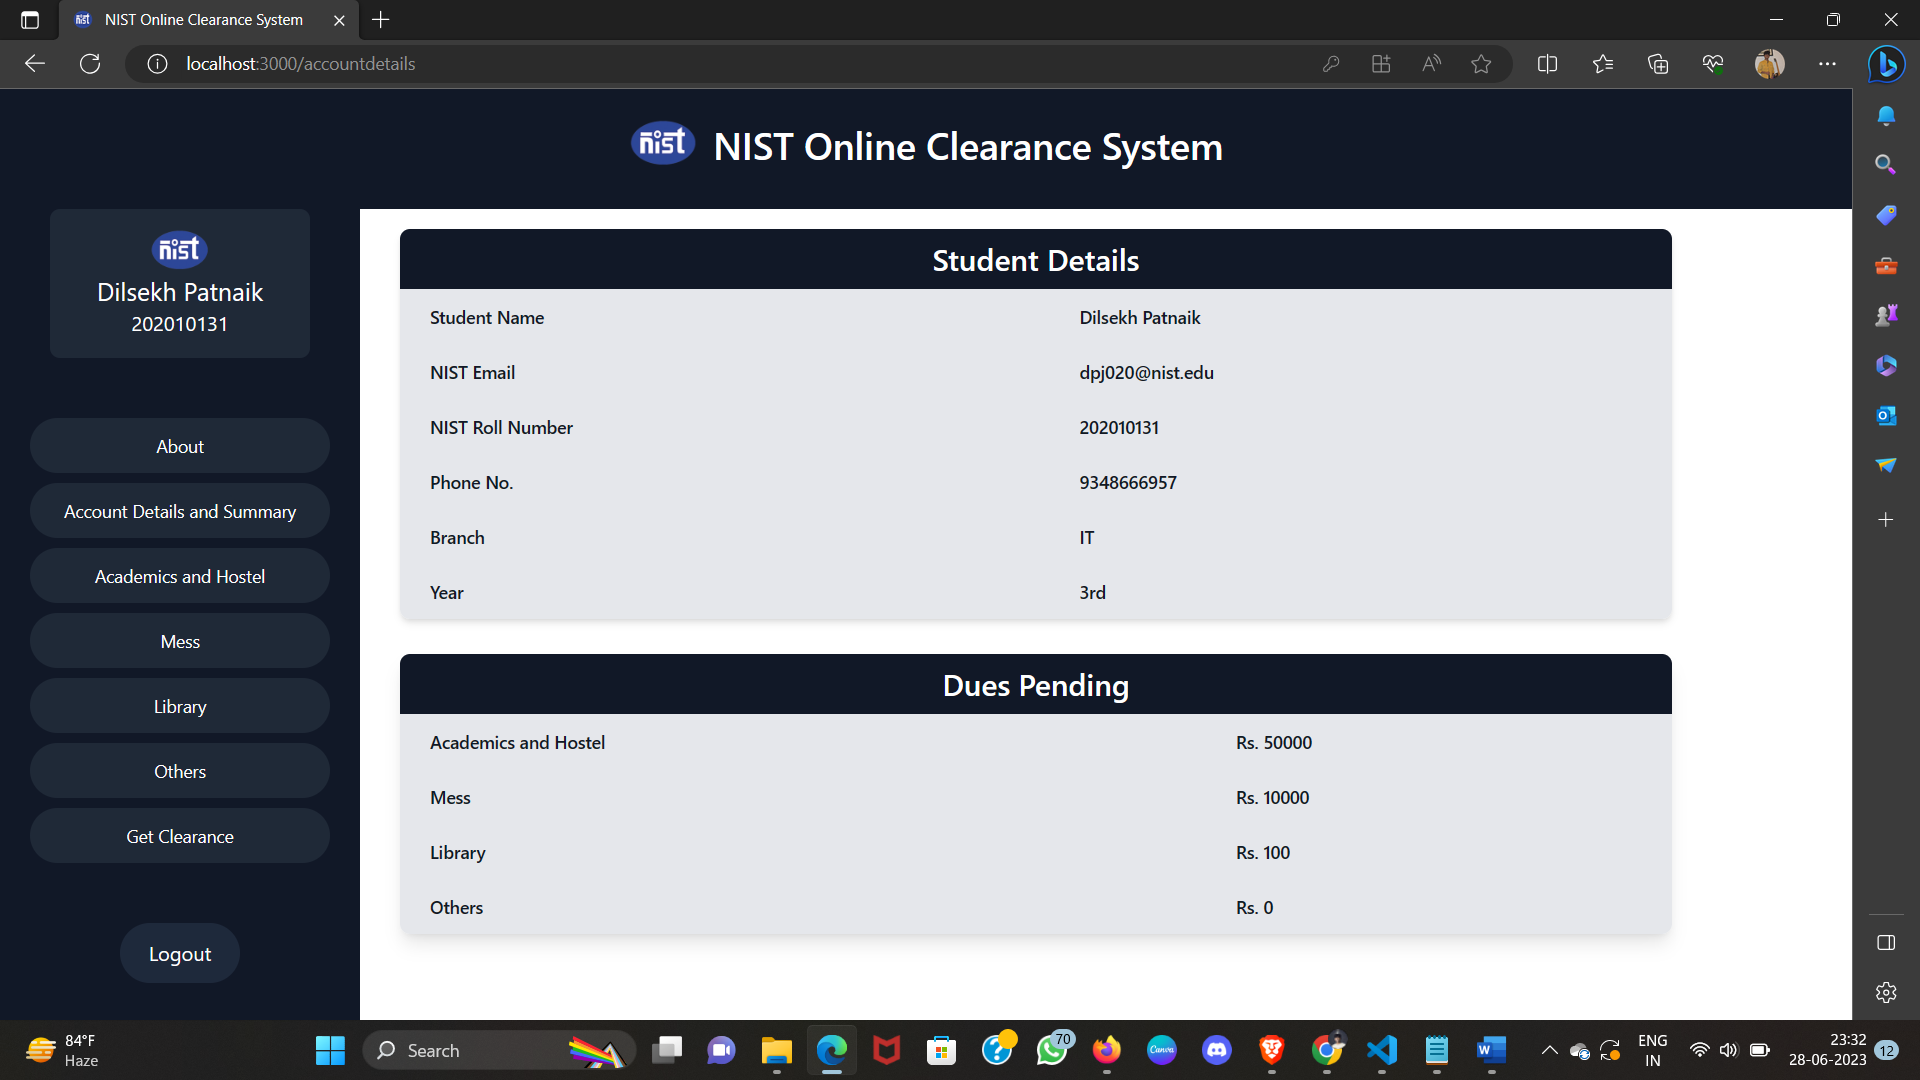 NIST Online Clearance System
localhost:3000/accountdetails
nist NIST Online Clearance System
nist
Dilsekh Patnaik
202010131
About
Account Details and Summary
Academics and Hostel
Mess
Library
Others
Get Clearance
Logout
Student Details
Student Name Dilsekh Patnaik
NIST Email dpj020@nist.edu
NIST Roll Number 202010131
Phone No. 9348666957
Branch IT
Year 3rd
Dues Pending
Academics and Hostel Rs. 50000
Mess Rs. 10000
Library Rs. 100
Others Rs. 0
84°F
Haze
Search
70
Canva
ENG
IN
23:32
28-06-2023
12